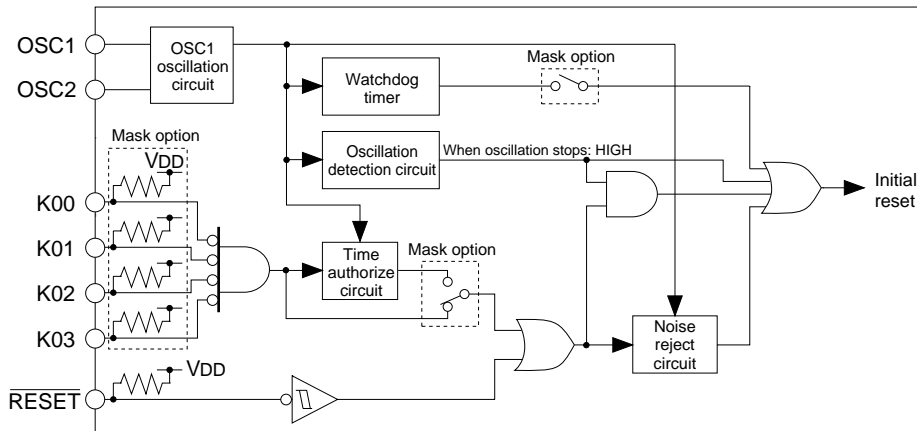 OSC1
OSC2
OSC1
oscillation
circuit
Mask option
Watchdog
timer
Mask option
VDD
Oscillation
detection circuit
When oscillation stops: HIGH
Initial
reset
K00
K01
K02
K03
Time
authorize
circuit
Mask option
Noise
reject
circuit
VDD
RESET